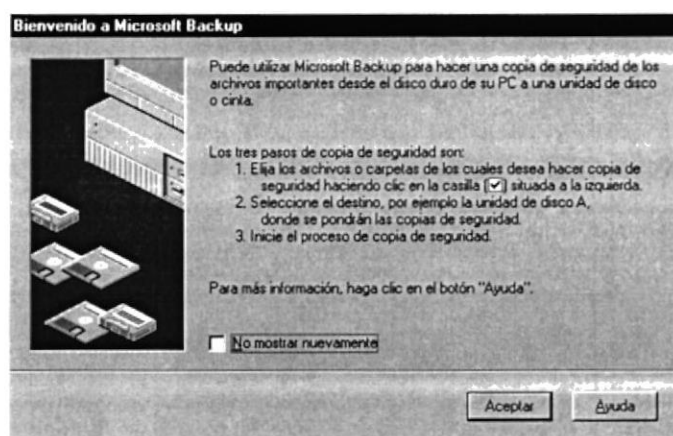 Bienvenido a Microsoft Backup
Puede utilizar Microsoft Backup para hacer una copia de seguridad de los
archivos importantes desde el disco duro de su PC a una unidad de disco
o cinta.
Los tres pasos de copia de seguridad son:
1. Elija los archivos o carpetas de los cuales desea hacer copia de
seguridad haciendo clic en la casilla (☑) situada a la izquierda.
2. Seleccione el destino, por ejemplo la unidad de disco A,
donde se pondrán las copias de seguridad.
3. Inicie el proceso de copia de seguridad.
Para más información, haga clic en el botón "Ayuda".
No mostrar nuevamente
Aceptar
Ayuda